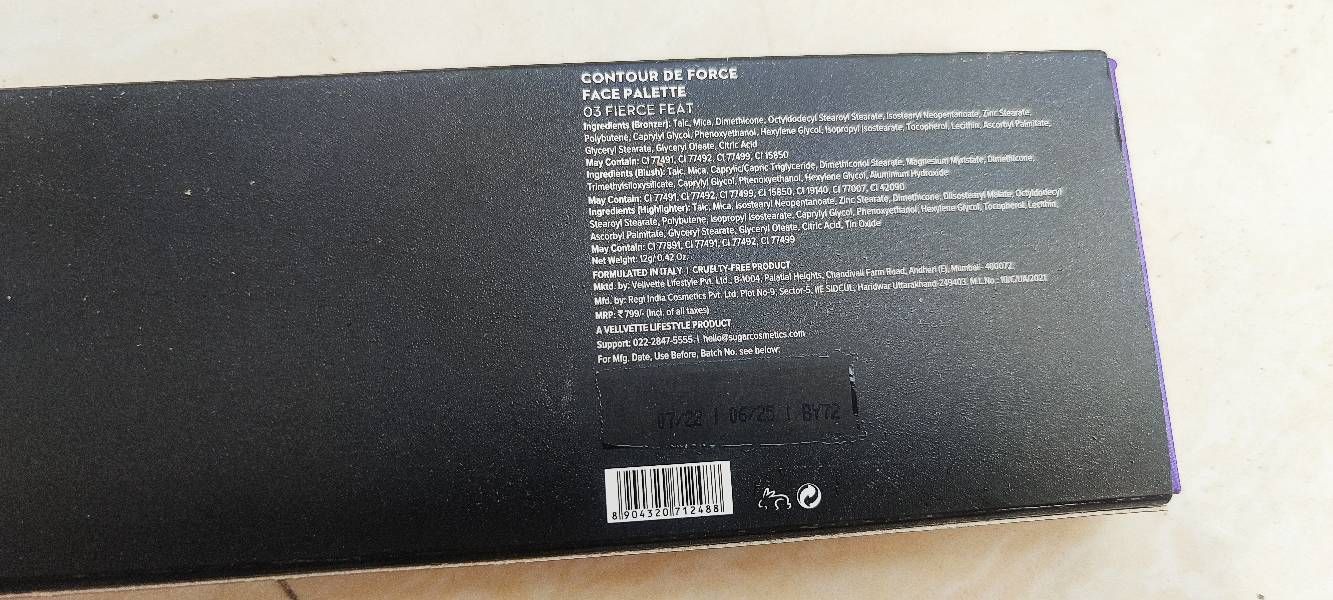 CONTOUR DE FORCE
FACE PALETTE
03 FIERCE FEAT
Ingredients (Bronzer): Talc, Mica, Dimethicone, Octyldodecyl Stearoyl Stearate, Isostearyl Neopentanoate, Zinc Stearate,
Polybutene, Caprylyl Glycol, Phenoxyethanol, Hexylene Glycol, Isopropyl Isostearate, Tocopherol, Lecithin, Ascorbyl Palmitate,
Glyceryl Stearate, Glyceryl Oleate, Citric Acid
May Contain: CI 77491, CI 77492, CI 77499, CI 15850
Ingredients (Blush): Talc, Mica, Caprylic/Capric Triglyceride, Dimethiconol Stearate, Magnesium Myristate, Dimethicone,
Trimethylsiloxysilicate, Caprylyl Glycol, Phenoxyethanol, Hexylene Glycol, Aluminum Hydroxide
May Contain: CI 77491, CI 77492, CI 77499, CI 15850, CI 19140, CI 77007, CI 42090
Ingredients (Highlighter): Talc, Mica, Isostearyl Neopentanoate, Zinc Stearate, Dimethicone, Diisostearyl Malate, Octyldodecyl
Stearoyl Stearate, Polybutene, Isopropyl Isostearate, Caprylyl Glycol, Phenoxyethanol, Hexylene Glycol, Tocopherol, Lecithin,
Ascorbyl Palmitate, Glyceryl Stearate, Glyceryl Oleate, Citric Acid, Tin Oxide
May Contain: CI 77891, CI 77491, CI 77492, CI 77499
Net Weight: 12g/ 0.42 Oz.
FORMULATED IN ITALY | CRUELTY-FREE PRODUCT
Mktd. by: Vellvette Lifestyle Pvt. Ltd., B-1004, Palatial Heights, Chandivali Farm Road, Andheri (E), Mumbai - 400072.
Mfd. by: Regi India Cosmetics Pvt. Ltd. Plot No-9, Sector-5, IIE SIDCUL, Haridwar Uttarakhand-249403. M.L.No.: 10/C/UA/2021
MRP: ₹ 799/- (Incl. of all taxes)
A VELLVETTE LIFESTYLE PRODUCT
Support: 022-2847-5555 | hello@sugarcosmetics.com
For Mfg. Date, Use Before, Batch No. see below:
07/22 | 06/25 | BY72
8 904320 712488